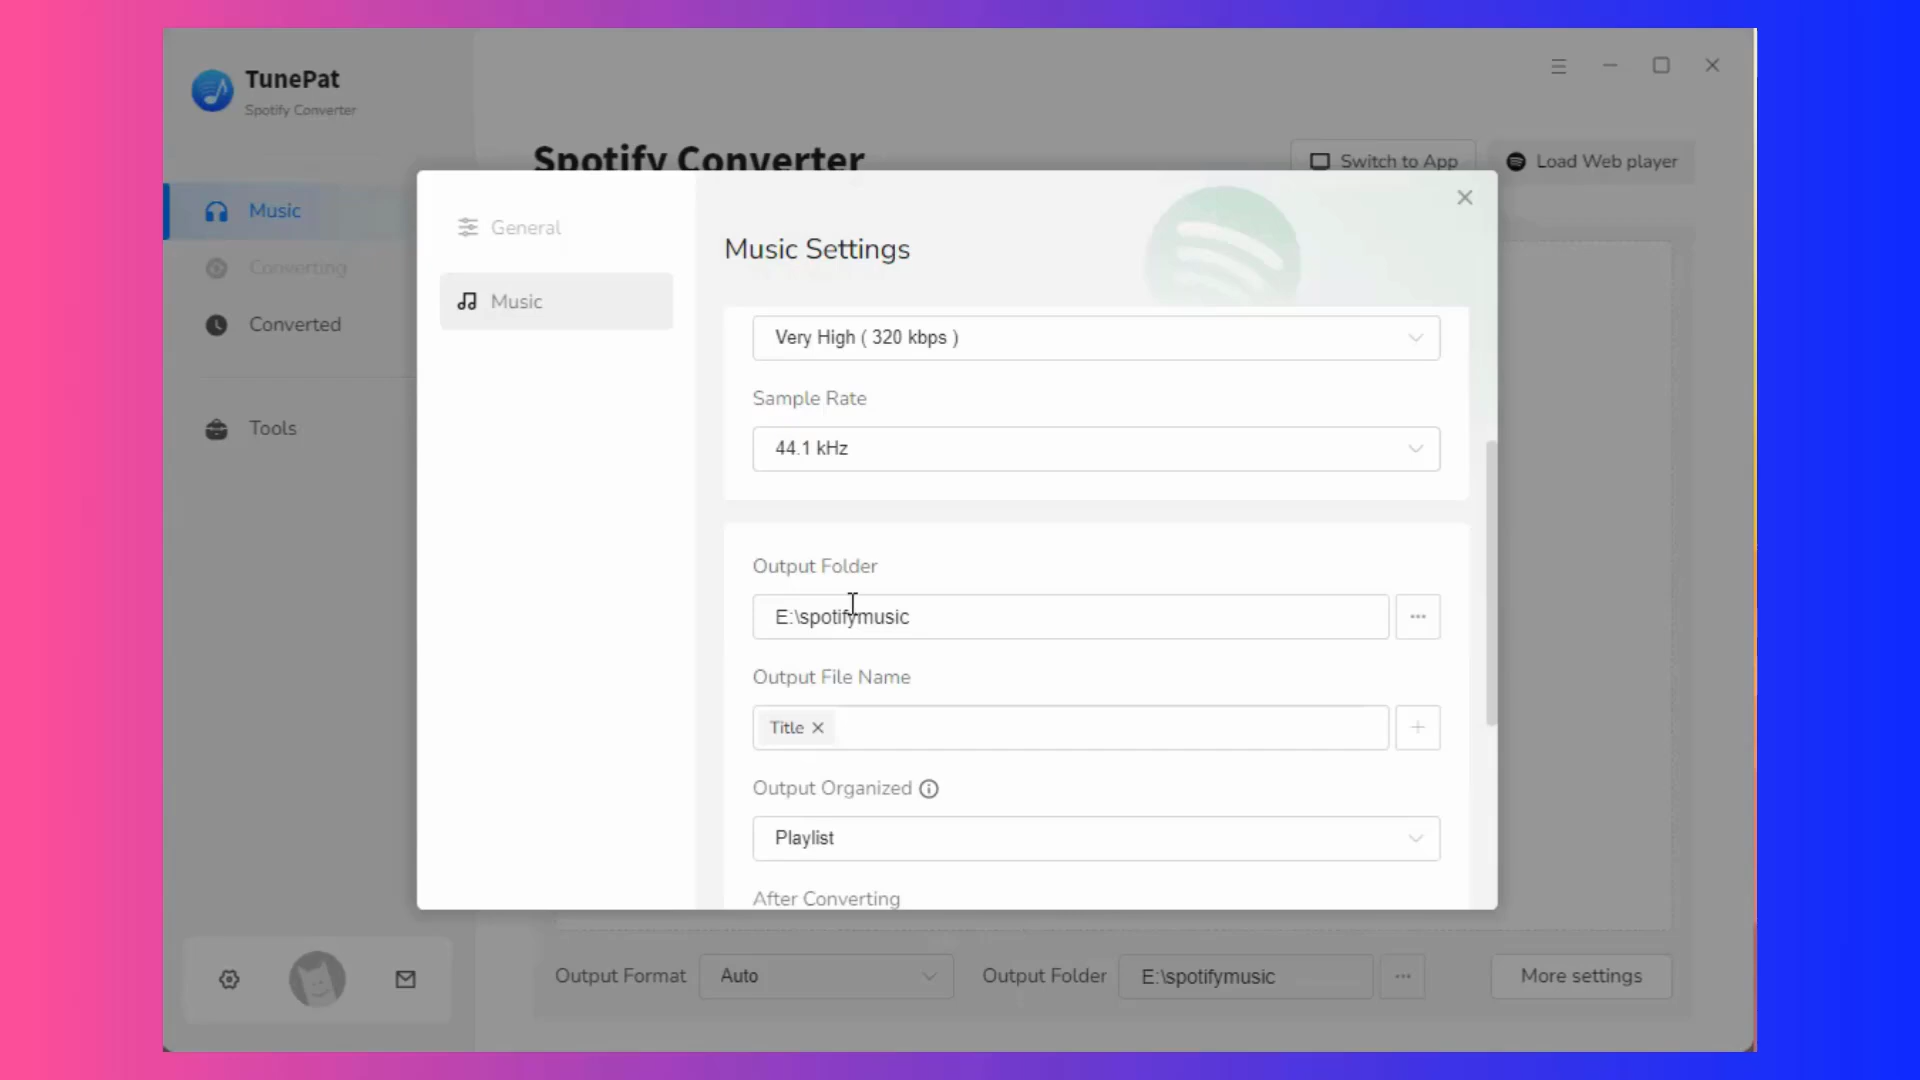 TunePat
Spotify Converter
Spotify Converter
Switch to App
Load Web player
Music
Converting
Converted
Tools
General
Music
Music Settings
Very High ( 320 kbps )
Sample Rate
44.1 kHz
Output Folder
E:\spotifymusic
Output File Name
Title
Output Organized
Playlist
After Converting
Output Format
Auto
Output Folder
E:\spotifymusic
More settings